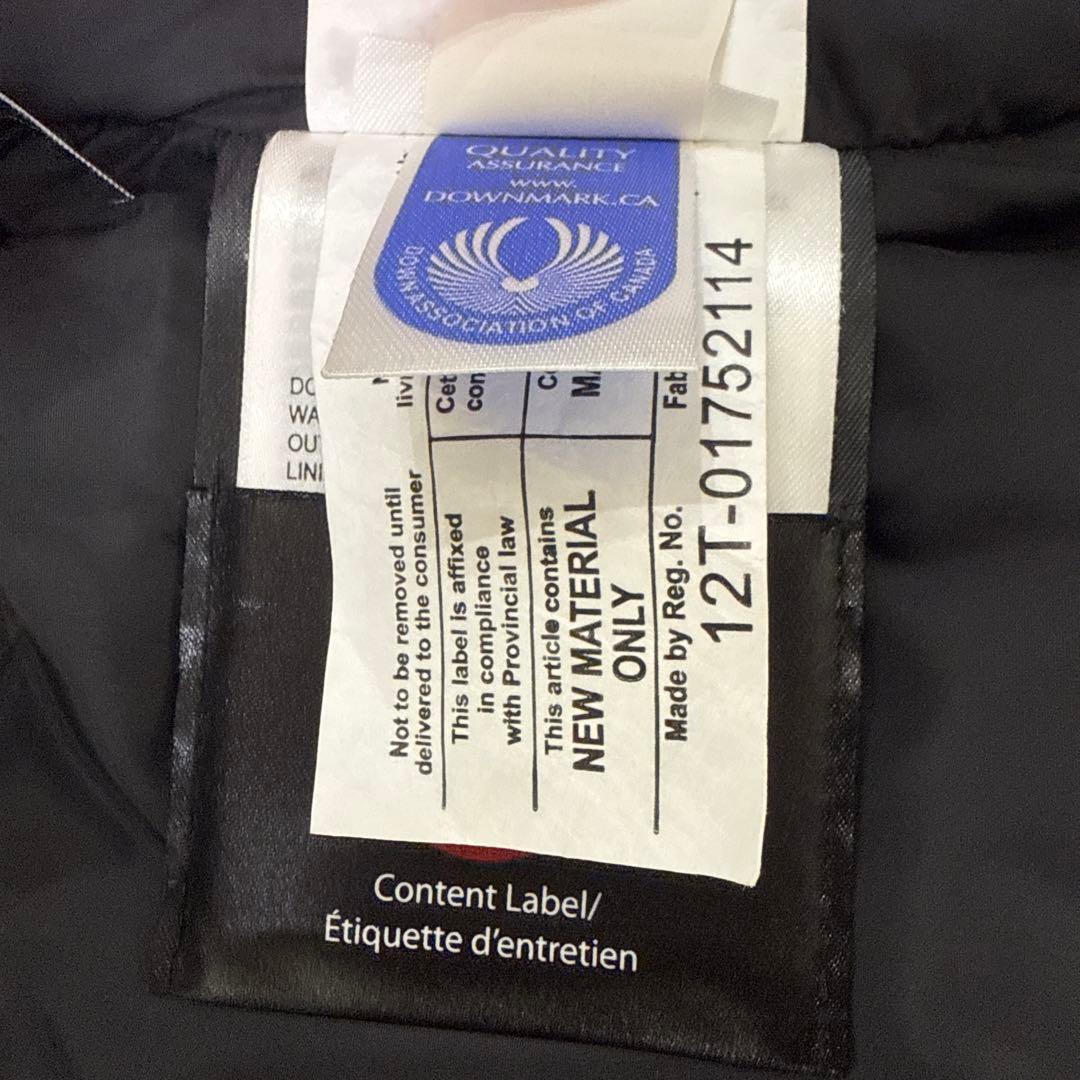 QUALITY
ASSURANCE
www.
DOWNMARK.CA
DOWN ASSOCIATION OF CANADA
Not to be removed until
delivered to the consumer
This label is affixed
in compliance
with Provincial law
This article contains
NEW MATERIAL
ONLY
Made by Reg. No.
12T-01752114
Content Label/
Étiquette d'entretien